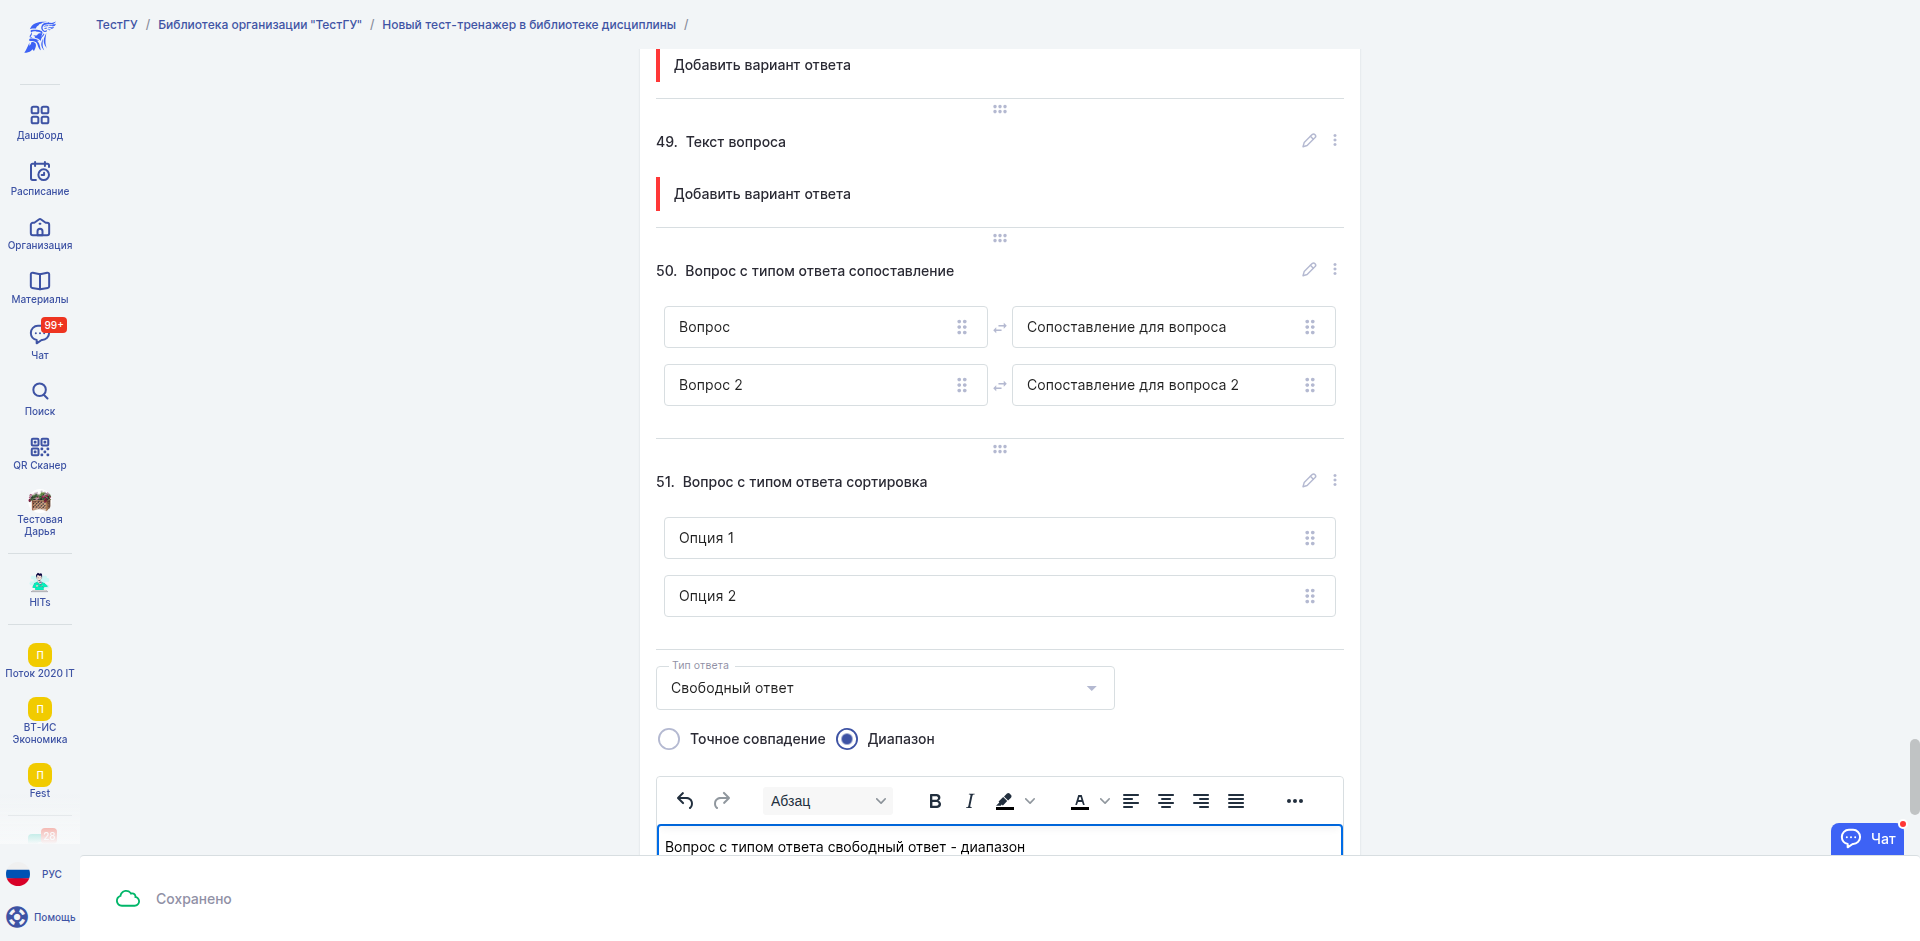 ТестГУ / Библиотека организации "ТестГУ" / Новый тест-тренажер в библиотеке дисциплины /
Дашборд
Расписание
Организация
Материалы
99+
Чат
Поиск
QR Сканер
Тестовая
Дарья
HITs
П
Поток 2020 IT
П
ВТ-ИС
Экономика
П
Fest
28
РУС
Помощь
Добавить вариант ответа
49. Текст вопроса
Добавить вариант ответа
50. Вопрос с типом ответа сопоставление
Вопрос
Сопоставление для вопроса
Вопрос 2
Сопоставление для вопроса 2
51. Вопрос с типом ответа сортировка
Опция 1
Опция 2
Тип ответа
Свободный ответ
Точное совпадение
Диапазон
Абзац
B I A
Вопрос с типом ответа свободный ответ - диапазон
Чат
Сохранено